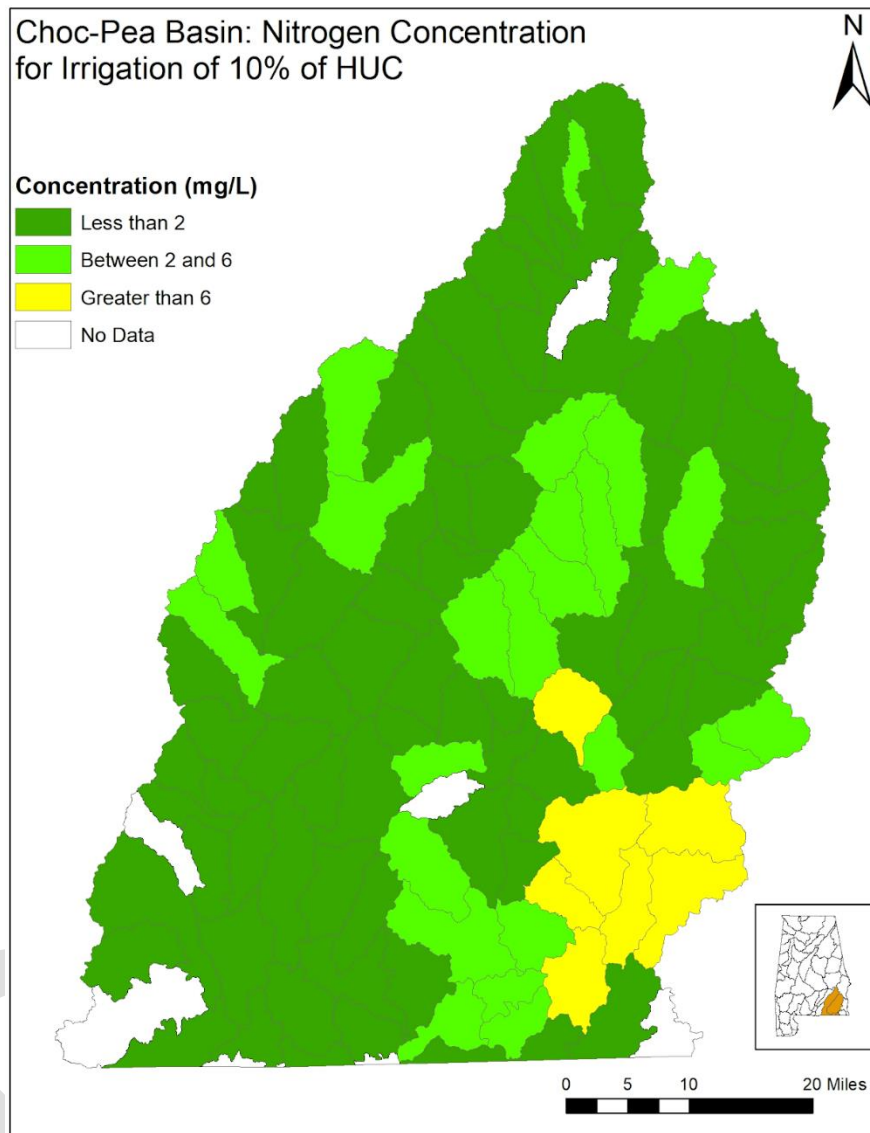 Choc-Pea Basin: Nitrogen Concentration
for Irrigation of 10% of HUC
N
Concentration (mg/L)
Less than 2
Between 2 and 6
Greater than 6
No Data
0 5 10 20 Miles